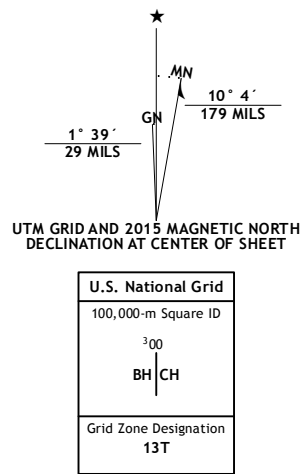 ★
MN
GN
10° 4´
179 MILS
1° 39´
29 MILS
UTM GRID AND 2015 MAGNETIC NORTH
DECLINATION AT CENTER OF SHEET
U.S. National Grid
100,000-m Square ID
³00
BH CH
Grid Zone Designation
13T